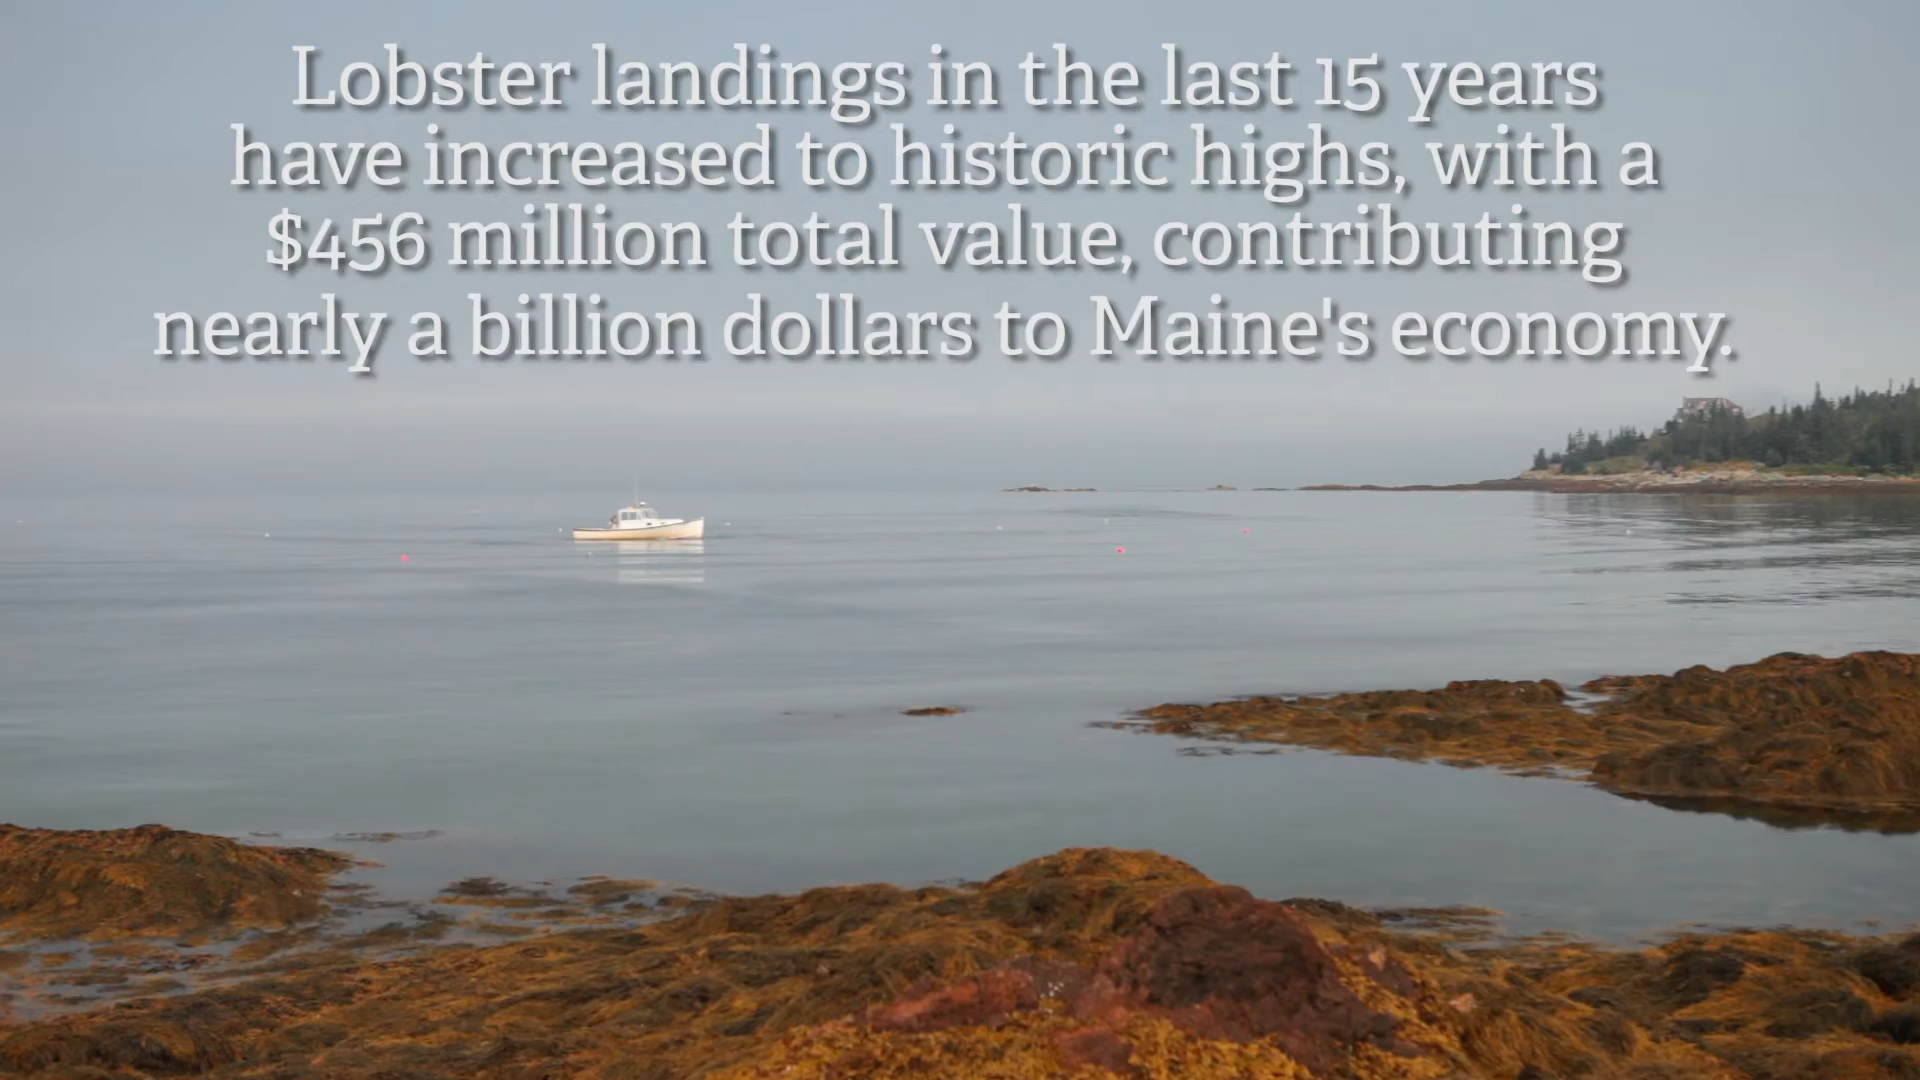 Lobster landings in the last 15 years
have increased to historic highs, with a
$456 million total value, contributing
nearly a billion dollars to Maine's economy.